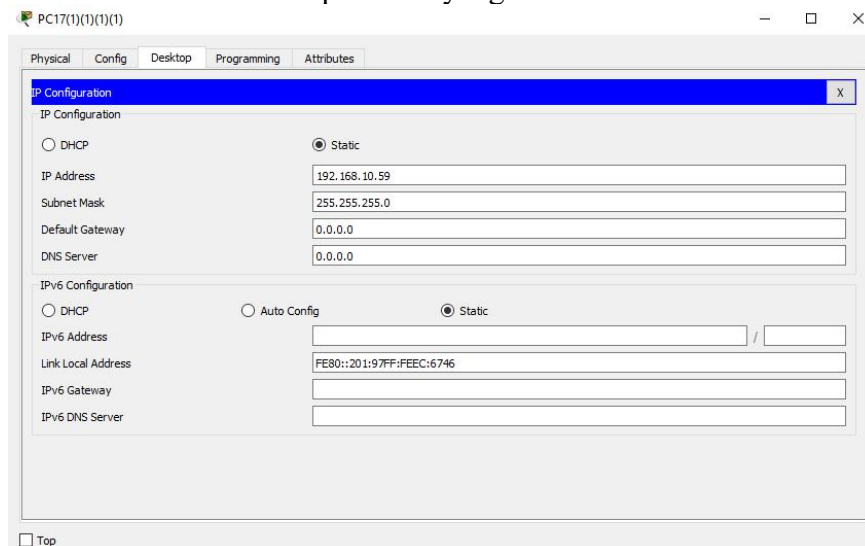 PC17(1)(1)(1)(1)
Physical Config Desktop Programming Attributes
IP Configuration X
IP Configuration
DHCP Static
IP Address 192.168.10.59
Subnet Mask 255.255.255.0
Default Gateway 0.0.0.0
DNS Server 0.0.0.0
IPv6 Configuration
DHCP Auto Config Static
IPv6 Address /
Link Local Address FE80::201:97FF:FEEC:6746
IPv6 Gateway
IPv6 DNS Server
Top